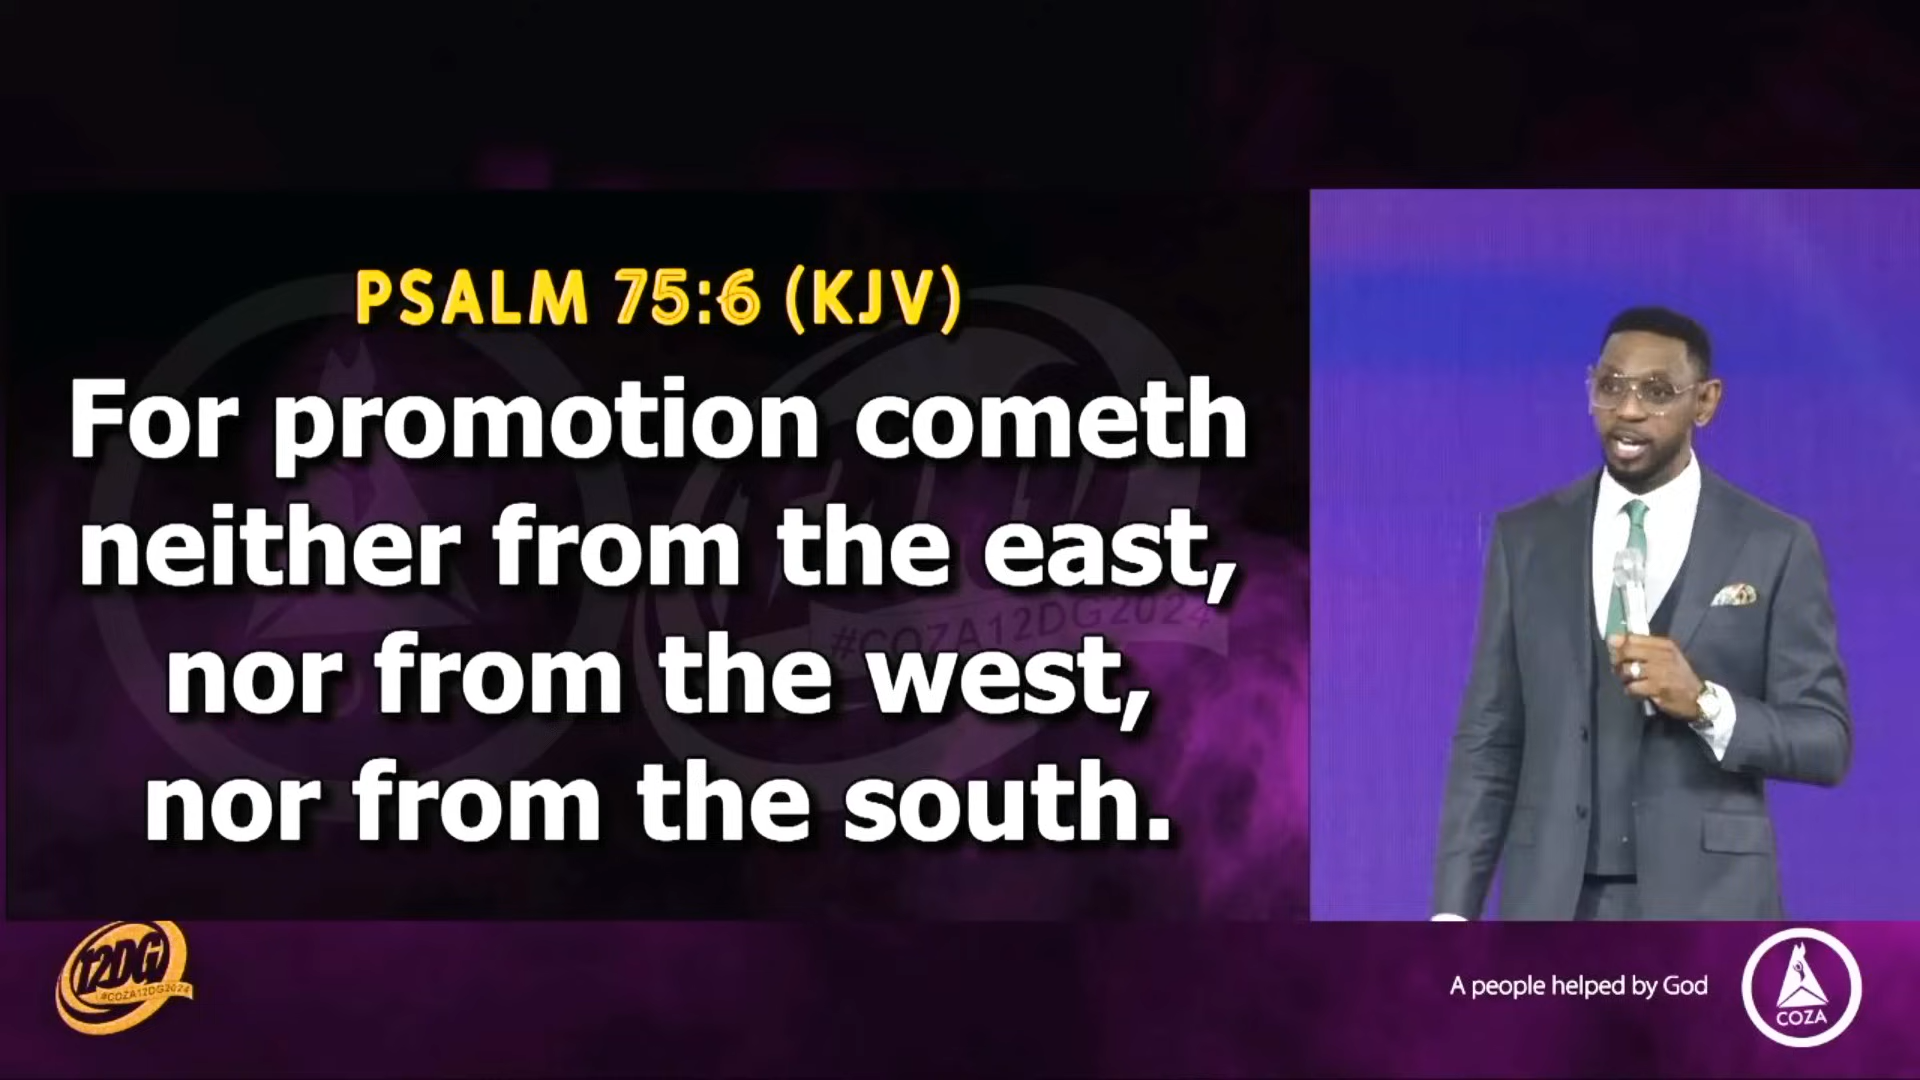 PSALM 75:6 (KJV)
For promotion cometh
neither from the east,
nor from the west,
nor from the south.
#COZA12DG2024
12DG
#COZA12DG2024
A people helped by God
COZA